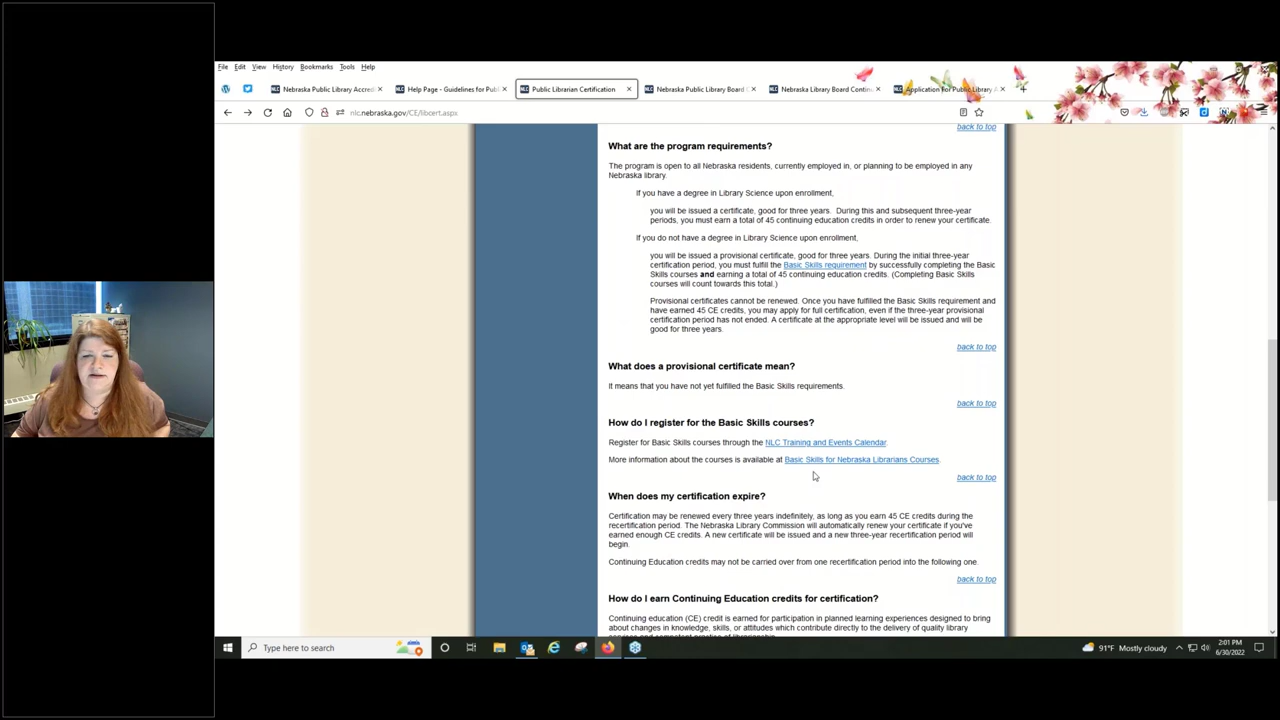 File Edit View History Bookmarks Tools Help
Nebraska Public Library Accred
Help Page - Guidelines for Publ
Public Librarian Certification
Nebraska Public Library Board C
Nebraska Library Board Continu
Application For Public Library A
nlc.nebraska.gov/CE/libcert.aspx
back to top
What are the program requirements?
The program is open to all Nebraska residents, currently employed in, or planning to be employed in any
Nebraska library.
If you have a degree in Library Science upon enrollment,
you will be issued a certificate, good for three years. During this and subsequent three-year
periods, you must earn a total of 45 continuing education credits in order to renew your certificate.
If you do not have a degree in Library Science upon enrollment,
you will be issued a provisional certificate, good for three years. During the initial three-year
certification period, you must fulfill the Basic Skills requirement by successfully completing the Basic
Skills courses and earning a total of 45 continuing education credits. (Completing Basic Skills
courses will count towards this total.)
Provisional certificates cannot be renewed. Once you have fulfilled the Basic Skills requirement and
have earned 45 CE credits, you may apply for full certification, even if the three-year provisional
certification period has not ended. A certificate at the appropriate level will be issued and will be
good for three years.
back to top
What does a provisional certificate mean?
It means that you have not yet fulfilled the Basic Skills requirements.
back to top
How do I register for the Basic Skills courses?
Register for Basic Skills courses through the NLC Training and Events Calendar.
More information about the courses is available at Basic Skills for Nebraska Librarians Courses.
back to top
When does my certification expire?
Certification may be renewed every three years indefinitely, as long as you earn 45 CE credits during the
recertification period. The Nebraska Library Commission will automatically renew your certificate if you've
earned enough CE credits. A new certificate will be issued and a new three-year recertification period will
begin.
Continuing Education credits may not be carried over from one recertification period into the following one.
back to top
How do I earn Continuing Education credits for certification?
Continuing education (CE) credit is earned for participation in planned learning experiences designed to bring
about changes in knowledge, skills, or attitudes which contribute directly to the delivery of quality library
Type here to search
91°F Mostly cloudy
2:01 PM
6/30/2022